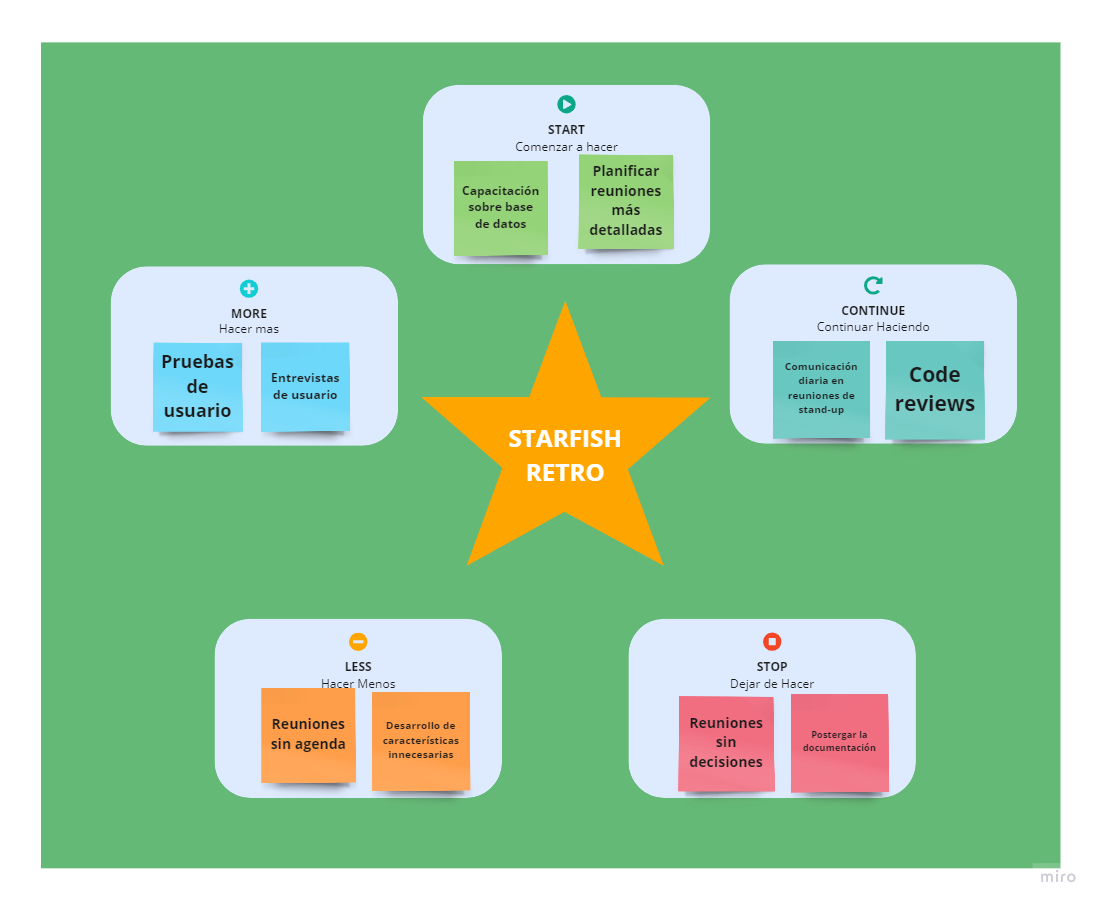 START
Comenzar a hacer
Capacitación
sobre base
de datos
Planificar
reuniones
más
detalladas
MORE
Hacer mas
Pruebas
de
usuario
Entrevistas
de usuario
CONTINUE
Continuar Haciendo
Comunicación
diaria en
reuniones de
stand-up
Code
reviews
STARFISH
RETRO
LESS
Hacer Menos
Reuniones
sin agenda
Desarrollo de
características
innecesarias
STOP
Dejar de Hacer
Reuniones
sin
decisiones
Postergar la
documentación
miro